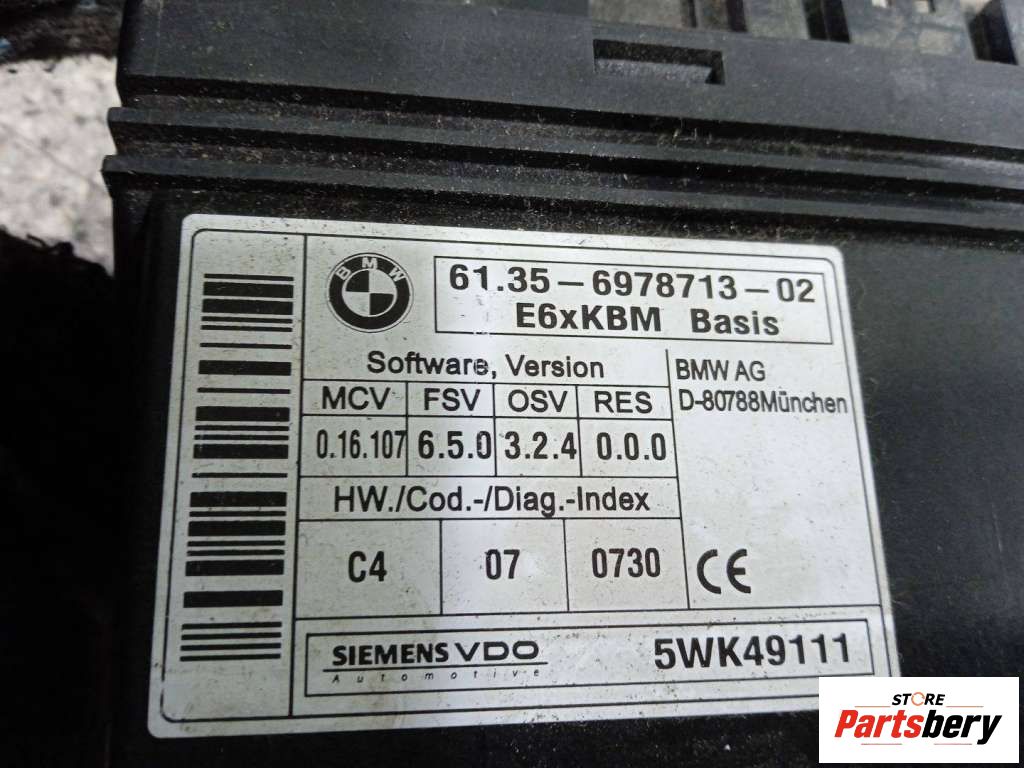 BMW
61.35-6978713-02
E6xKBM Basis
Software, Version
MCV FSV OSV RES
0.16.107 6.5.0 3.2.4 0.0.0
HW./Cod.-/Diag.-Index
C4 07 0730
BMW AG
D-80788München
CE
SIEMENS VDO
Automotive
5WK49111
STORE
Partsbery